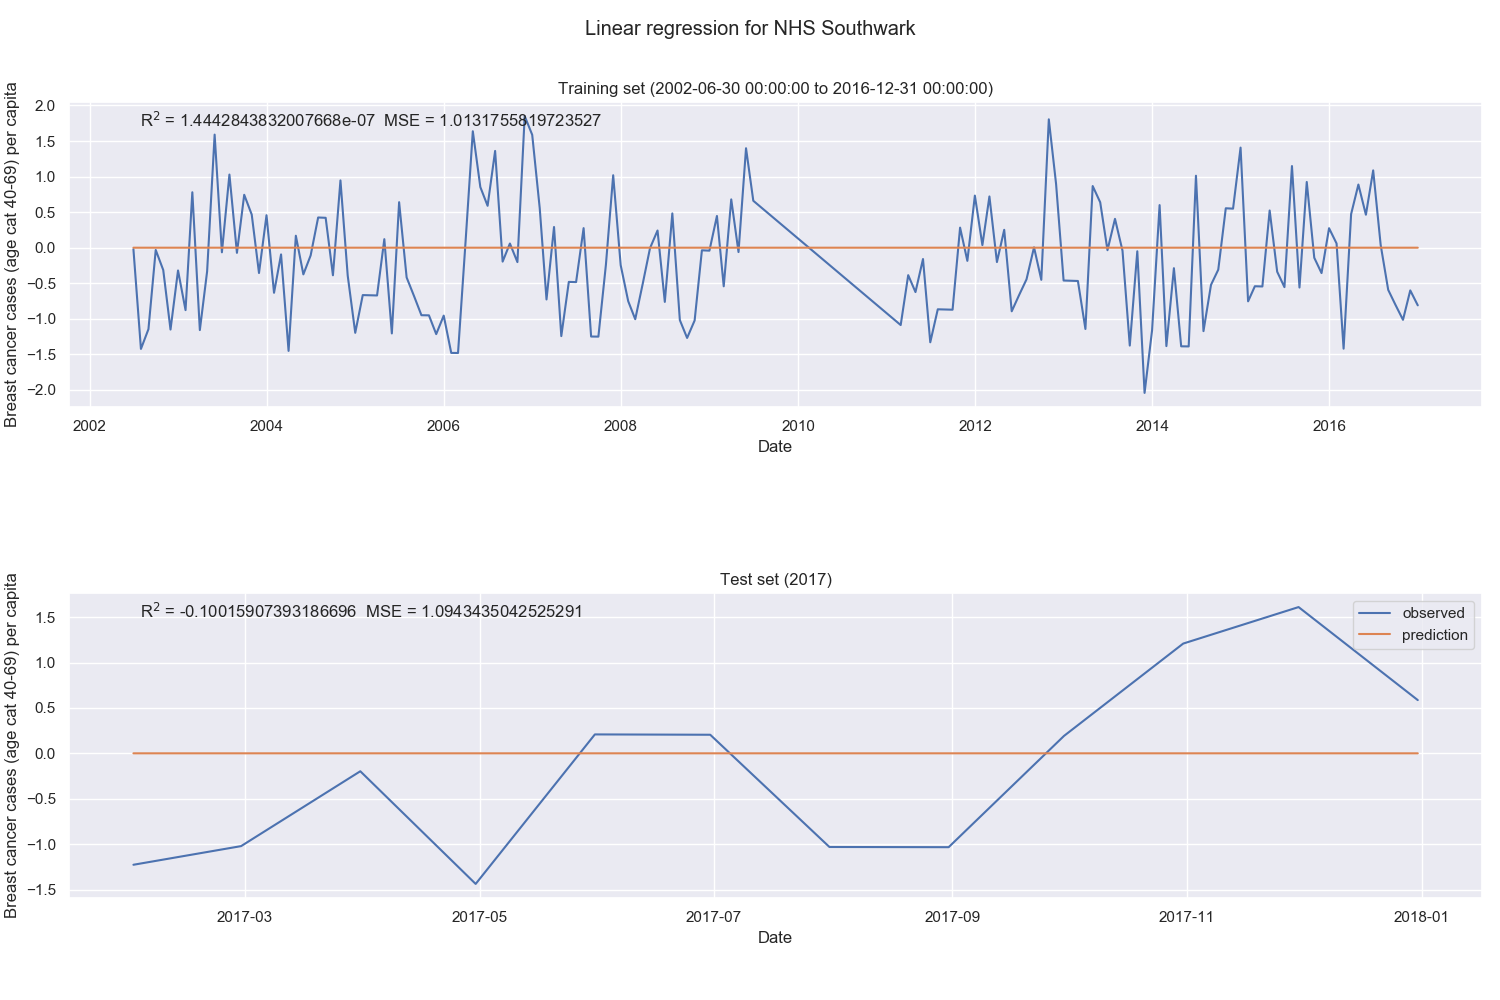 Linear regression for NHS Southwark
Training set (2002-06-30 00:00:00 to 2016-12-31 00:00:00)
R² = 1.4442843832007668e-07  MSE = 1.0131755819723527
Breast cancer cases (age cat 40-69) per capita
2.0
1.5
1.0
0.5
0.0
−0.5
−1.0
−1.5
−2.0
2002 2004 2006 2008 2010 2012 2014 2016
Date
Test set (2017)
R² = -0.10015907393186696  MSE = 1.0943435042525291
observed
prediction
Breast cancer cases (age cat 40-69) per capita
1.5
1.0
0.5
0.0
−0.5
−1.0
−1.5
2017-03 2017-05 2017-07 2017-09 2017-11 2018-01
Date